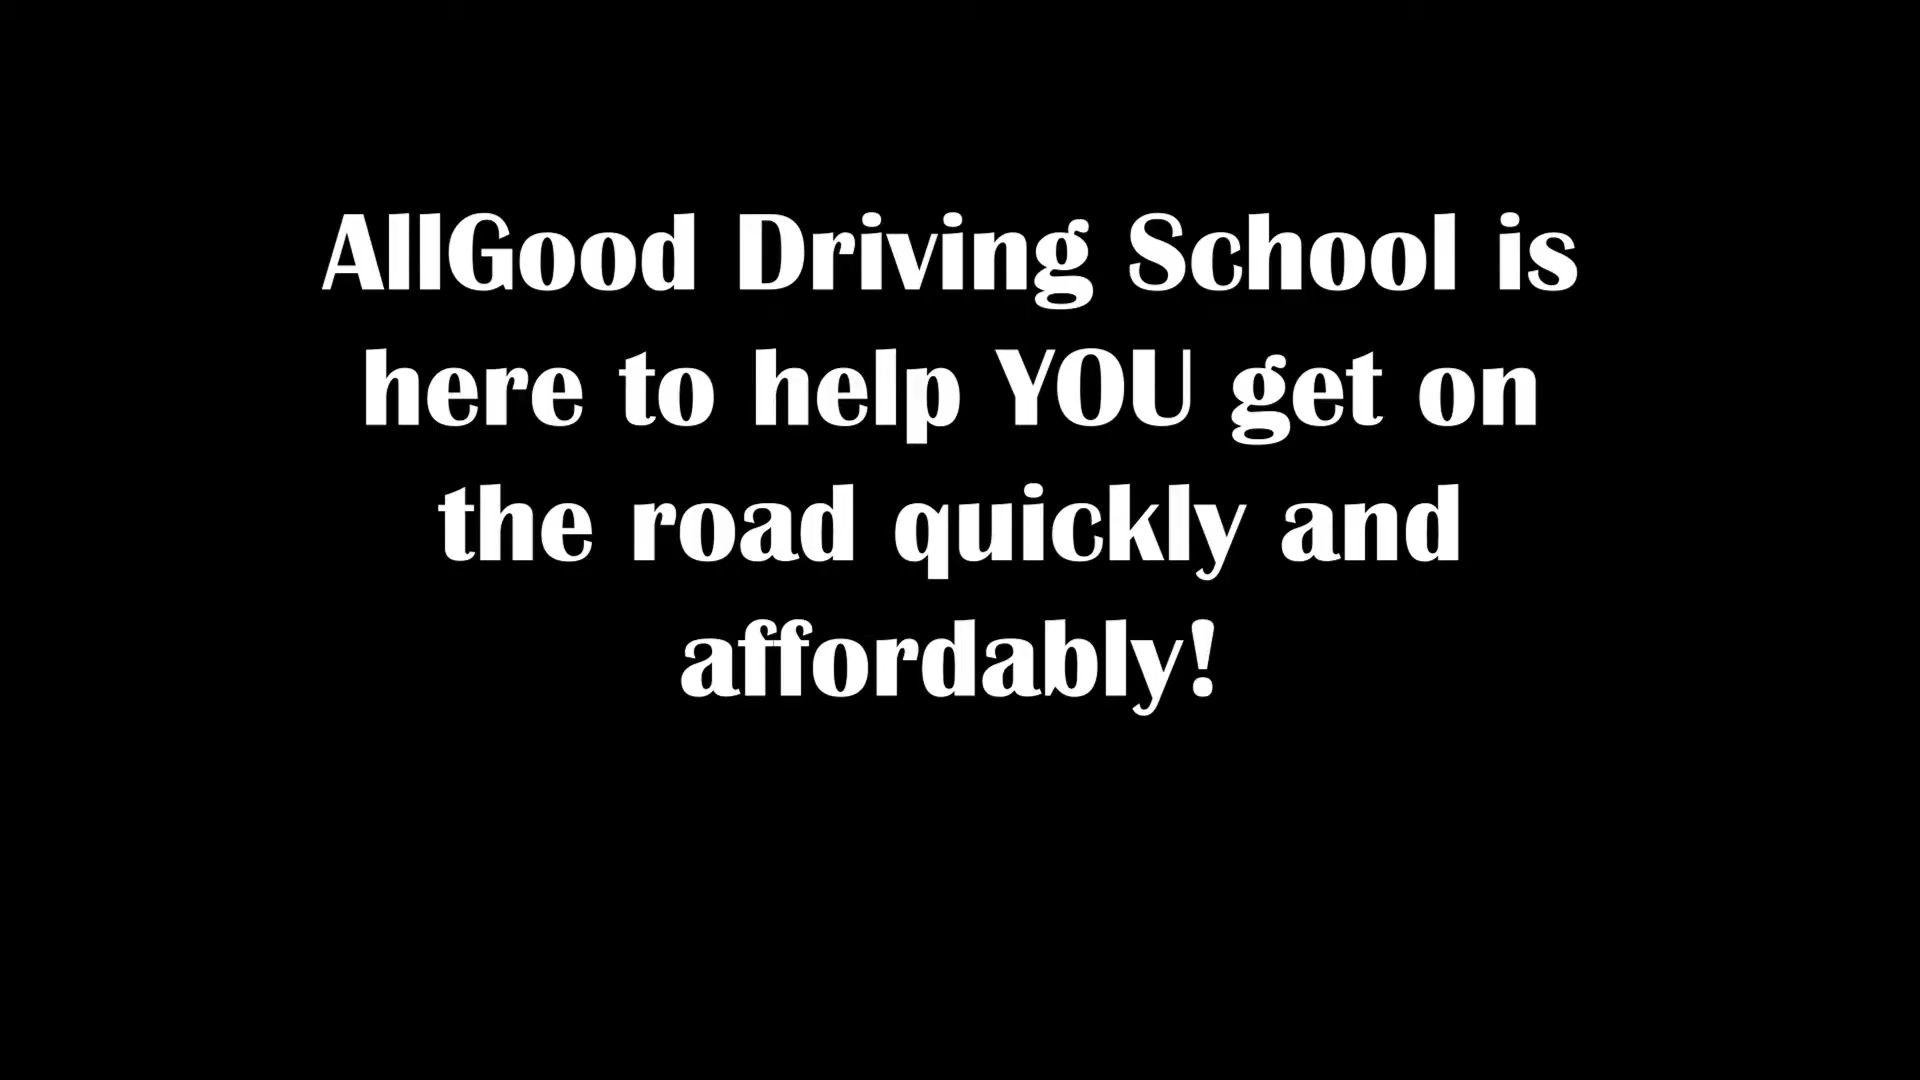 AllGood Driving School is
here to help YOU get on
the road quickly and
affordably!